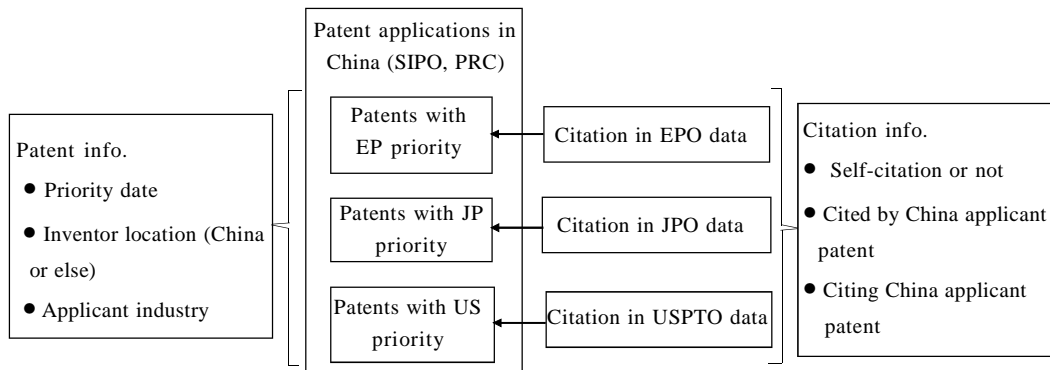 Patent info.
● Priority date
● Inventor location (China
or else)
● Applicant industry
Patent applications in
China (SIPO, PRC)
Patents with
EP priority
Patents with JP
priority
Patents with US
priority
Citation in EPO data
Citation in JPO data
Citation in USPTO data
Citation info.
● Self-citation or not
● Cited by China applicant
patent
● Citing China applicant
patent